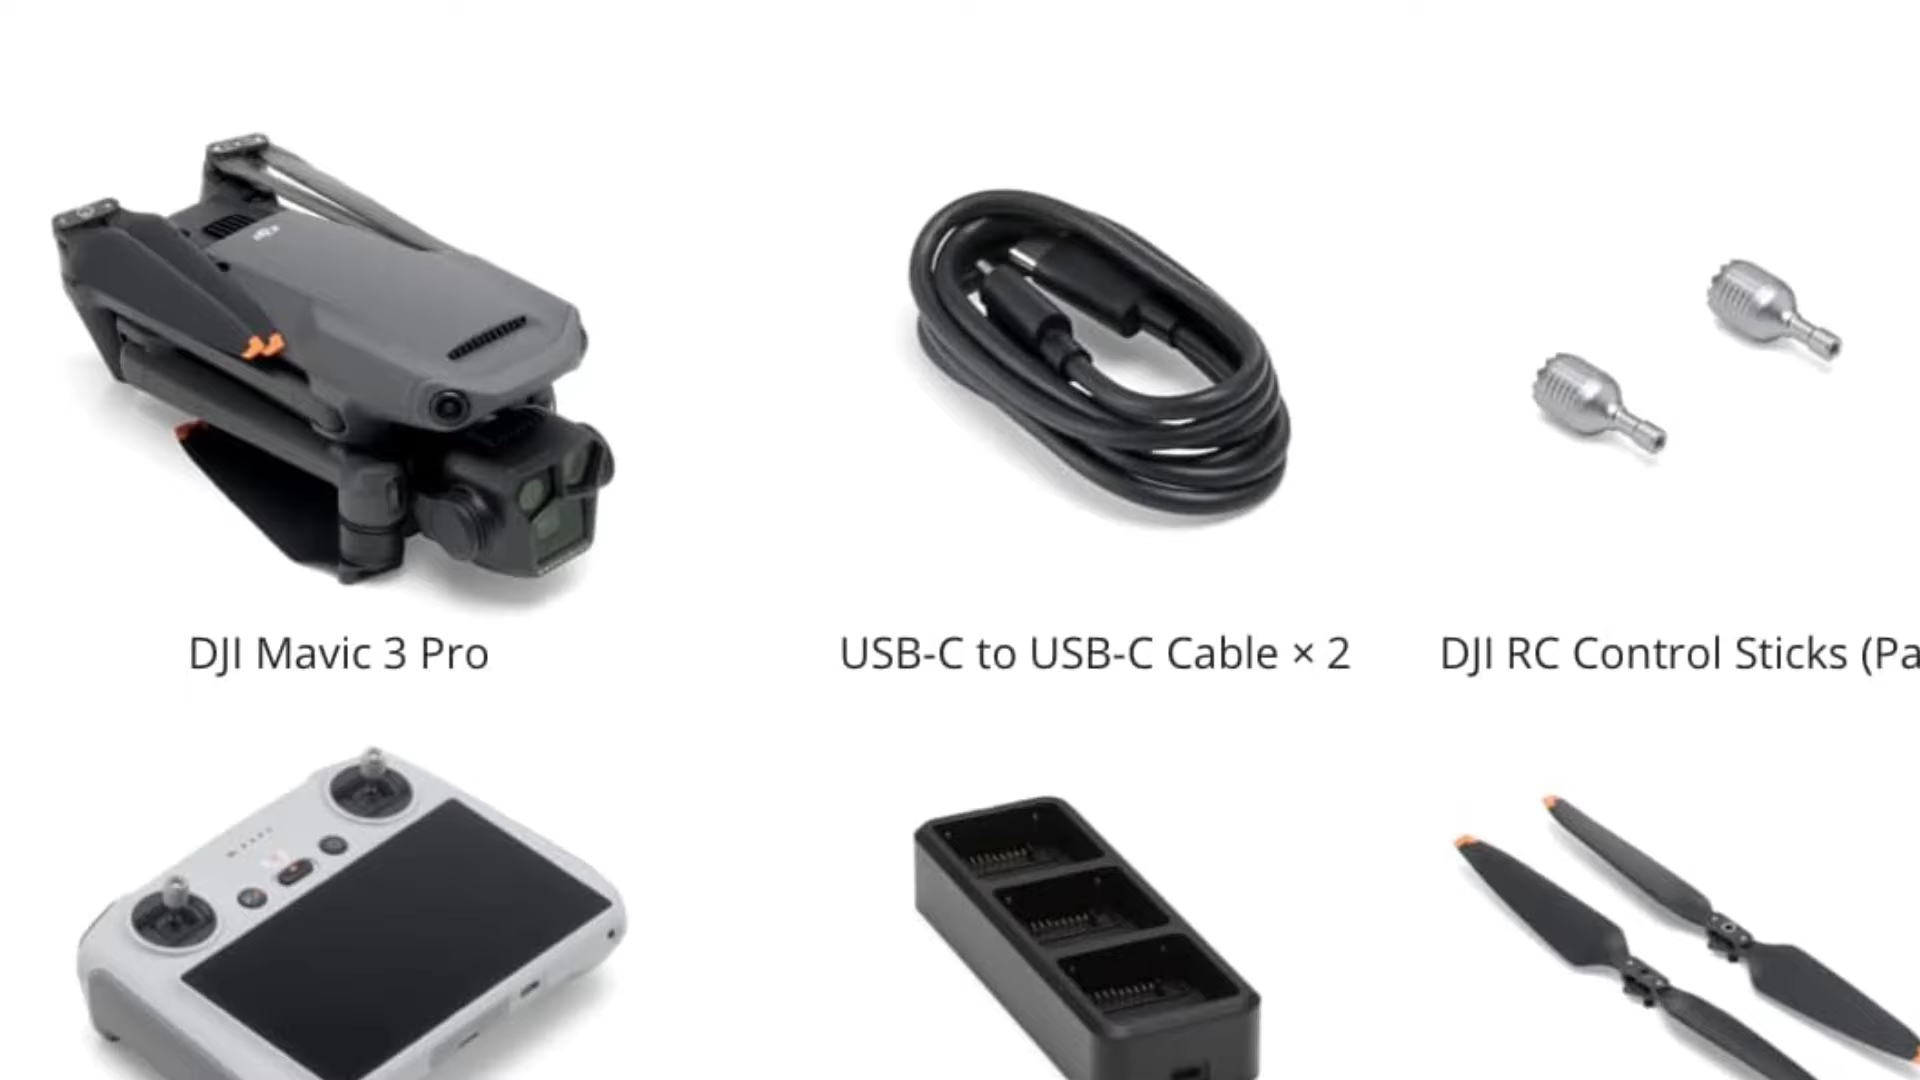 DJI Mavic 3 Pro
USB-C to USB-C Cable × 2
DJI RC Control Sticks (Pa